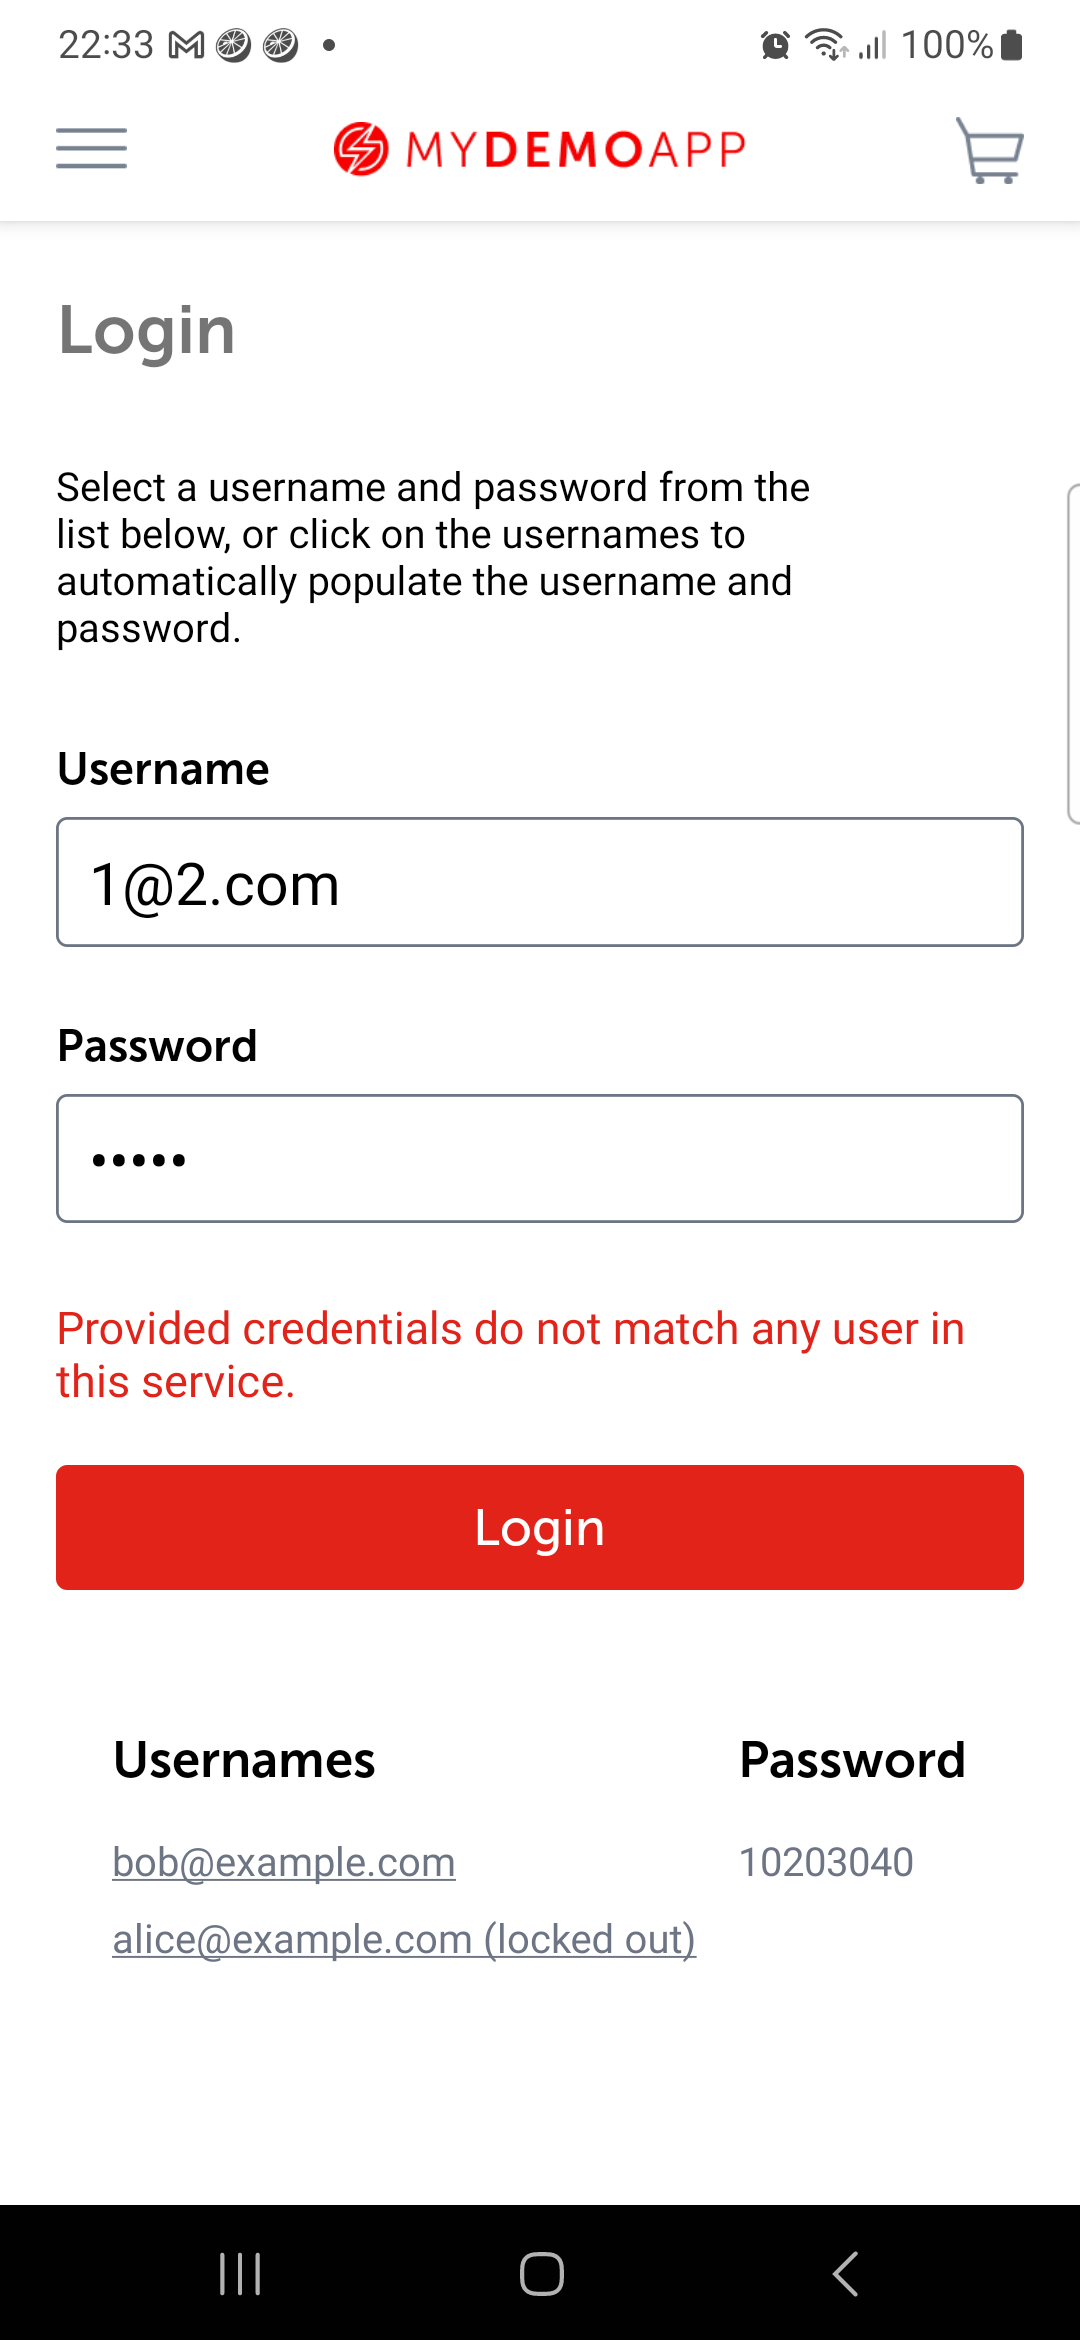 22:33
100%
MYDEMOAPP
Login
Select a username and password from the
list below, or click on the usernames to
automatically populate the username and
password.
Username
1@2.com
Password
•••••
Provided credentials do not match any user in
this service.
Login
Usernames Password
bob@example.com 10203040
alice@example.com (locked out)